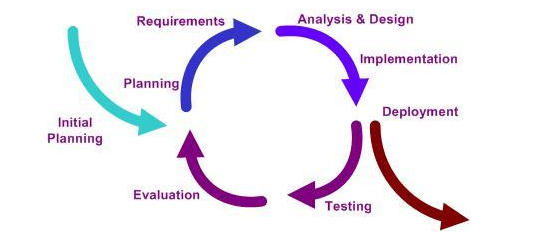 Requirements
Analysis & Design
Implementation
Planning
Deployment
Initial
Planning
Evaluation
Testing